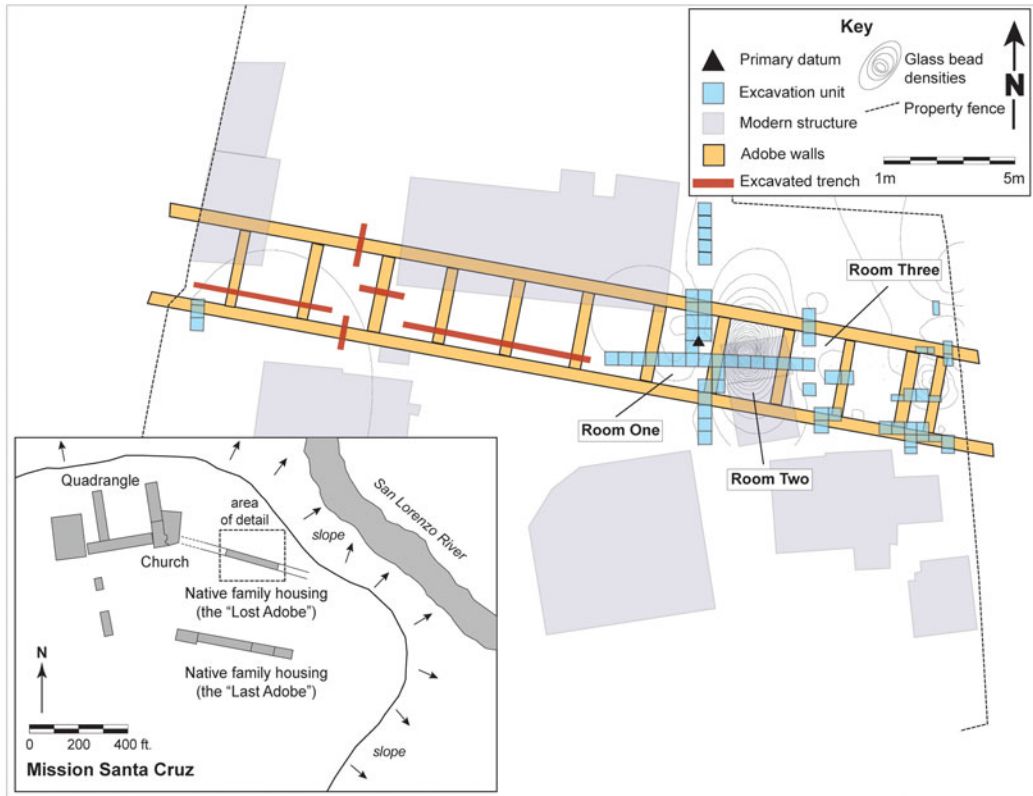 Key
Primary datum
Glass bead
densities
Excavation unit
Modern structure
Property fence
Adobe walls
Excavated trench
1m
5m
N
Room Three
Room One
Room Two
Quadrangle
area
of detail
San Lorenzo River
slope
Church
Native family housing
(the “Lost Adobe”)
N
Native family housing
(the “Last Adobe”)
0 200 400 ft.
slope
Mission Santa Cruz